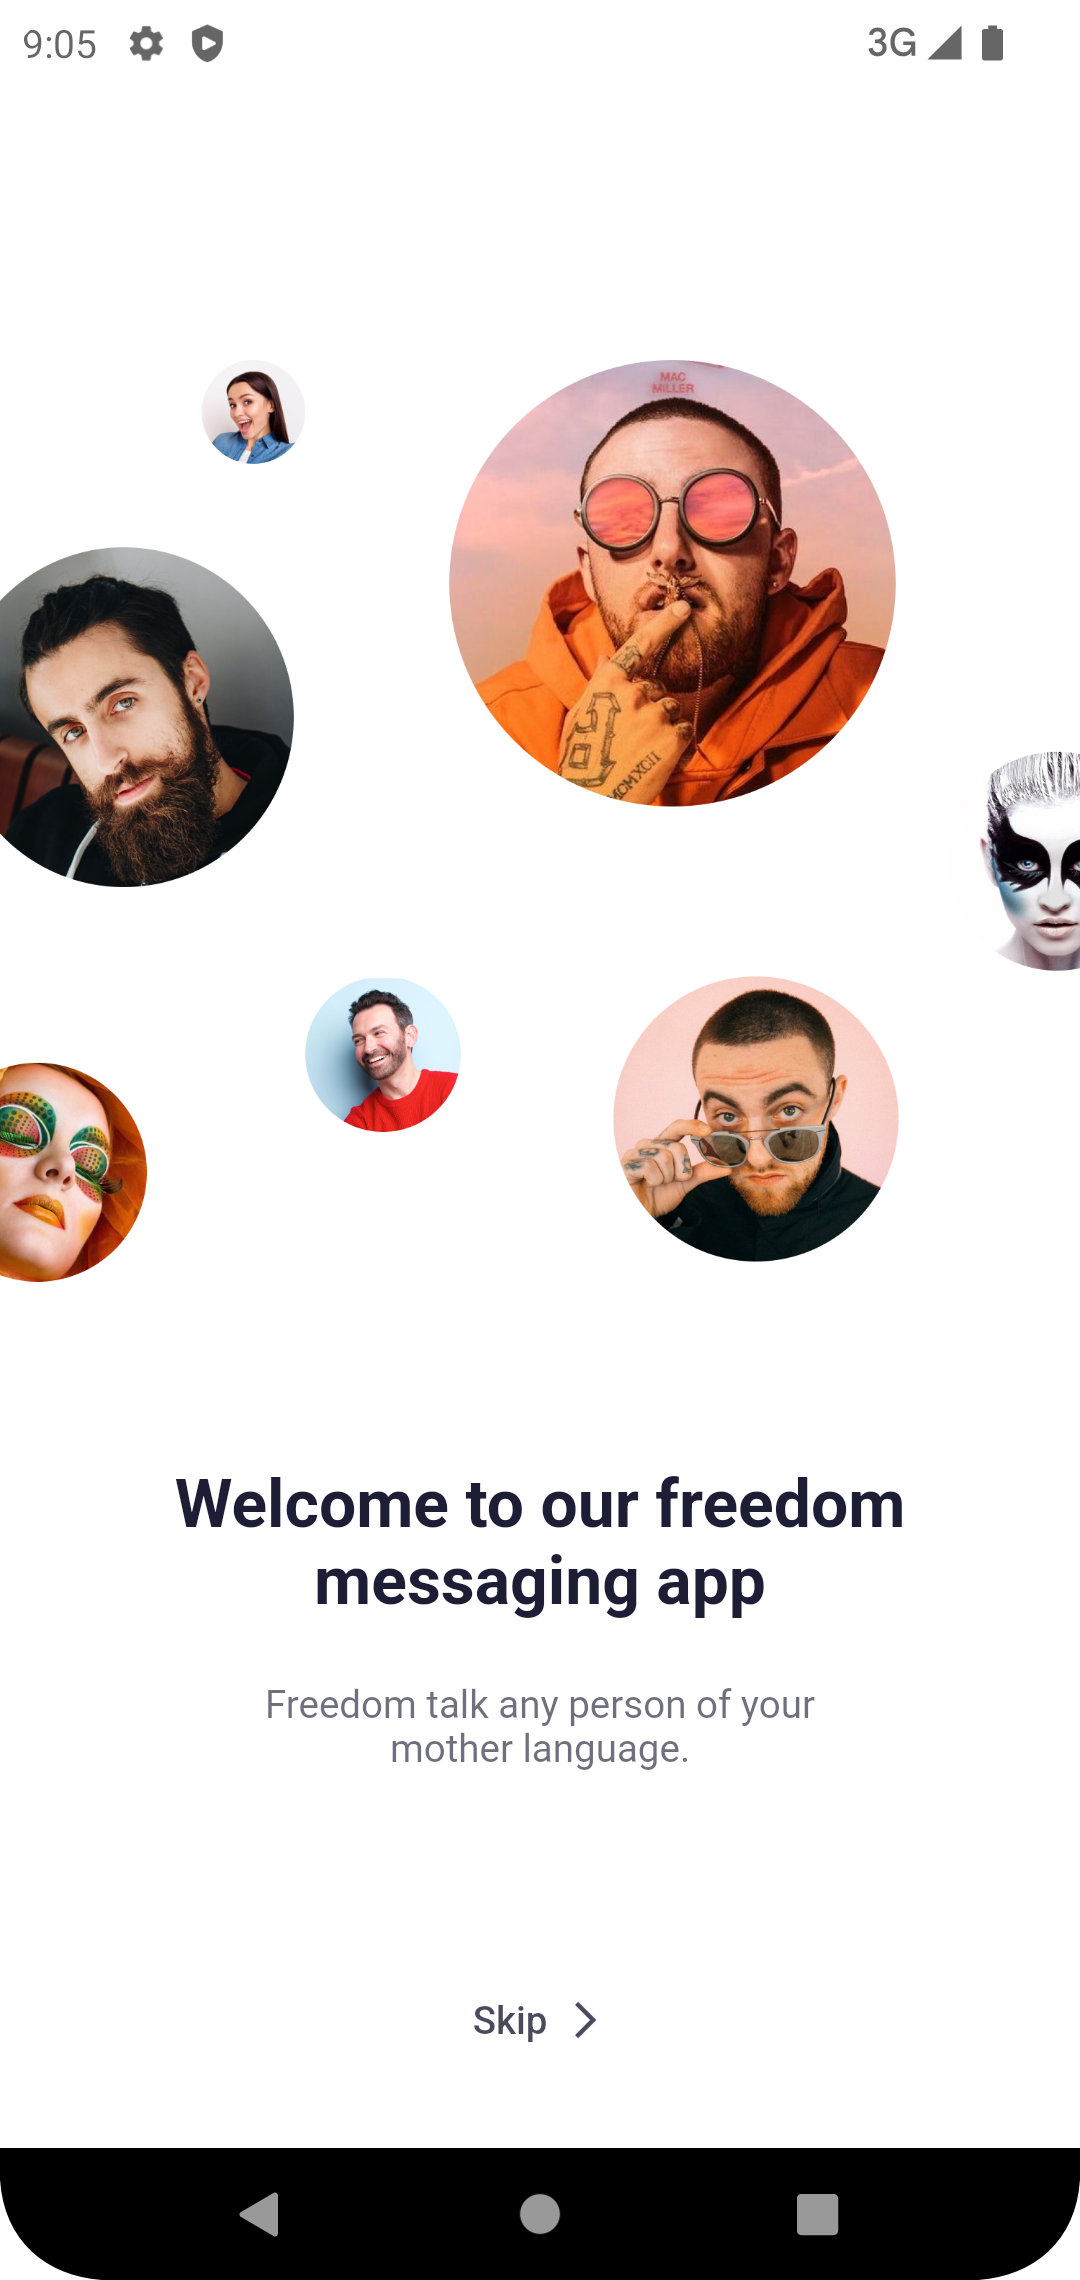 9:05
3G
MAC
MILLER
MCMXCII
Welcome to our freedom
messaging app
Freedom talk any person of your
mother language.
Skip